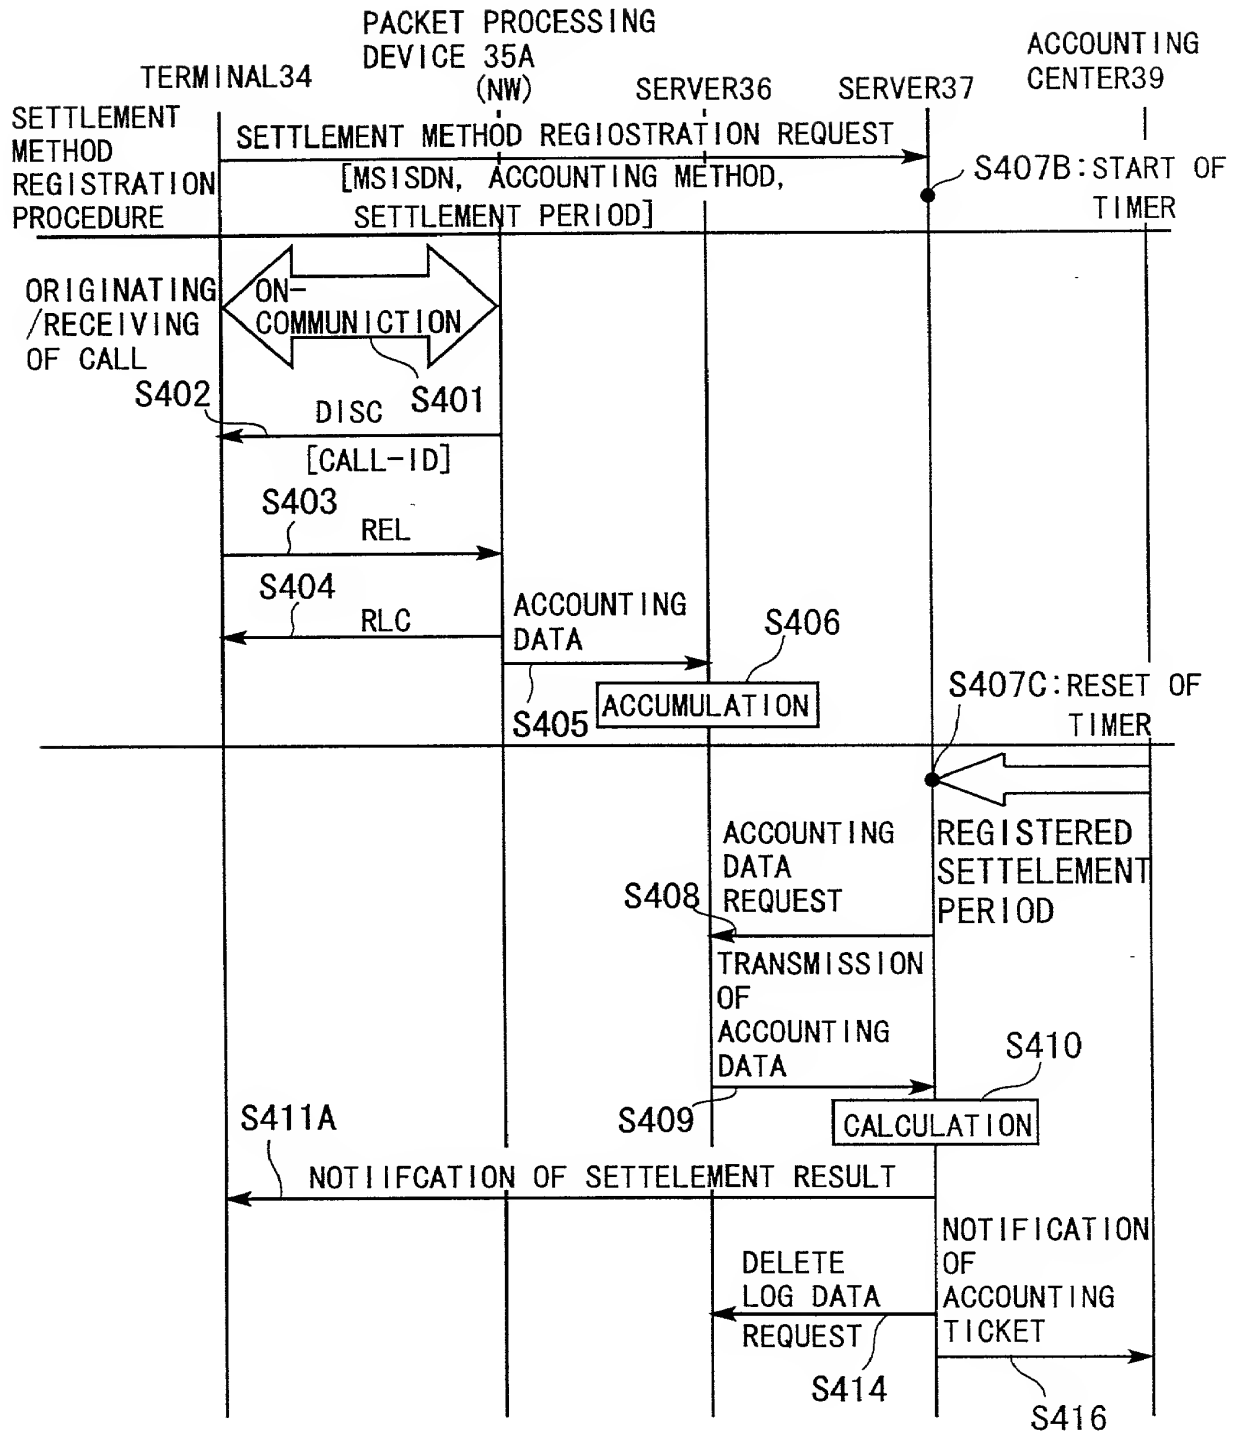 PACKET PROCESSING
DEVICE 35A
(NW)
TERMINAL34
SERVER36
SERVER37
ACCOUNTING
CENTER39
SETTLEMENT
METHOD
REGISTRATION
PROCEDURE
SETTLEMENT METHOD REGIOSTRATION REQUEST
[MSISDN, ACCOUNTING METHOD,
SETTLEMENT PERIOD]
S407B:START OF
TIMER
ORIGINATING
/RECEIVING
OF CALL
ON-
COMMUNICTION
S401
S402
DISC
[CALL-ID]
S403
REL
S404
RLC
ACCOUNTING
DATA
S405
S406
ACCUMULATION
S407C:RESET OF
TIMER
REGISTERED
SETTELEMENT
PERIOD
ACCOUNTING
DATA
REQUEST
S408
TRANSMISSION
OF
ACCOUNTING
DATA
S409
S410
CALCULATION
S411A
NOTIIFCATION OF SETTELEMENT RESULT
DELETE
LOG DATA
REQUEST
S414
NOTIFICATION
OF
ACCOUNTING
TICKET
S416